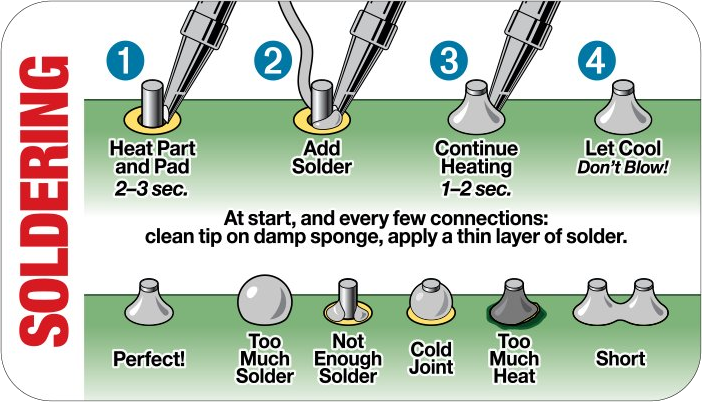 SOLDERING
1
2
3
4
Heat Part
and Pad
2–3 sec.
Add
Solder
Continue
Heating
1–2 sec.
Let Cool
Don't Blow!
At start, and every few connections:
clean tip on damp sponge, apply a thin layer of solder.
Perfect!
Too
Much
Solder
Not
Enough
Solder
Cold
Joint
Too
Much
Heat
Short